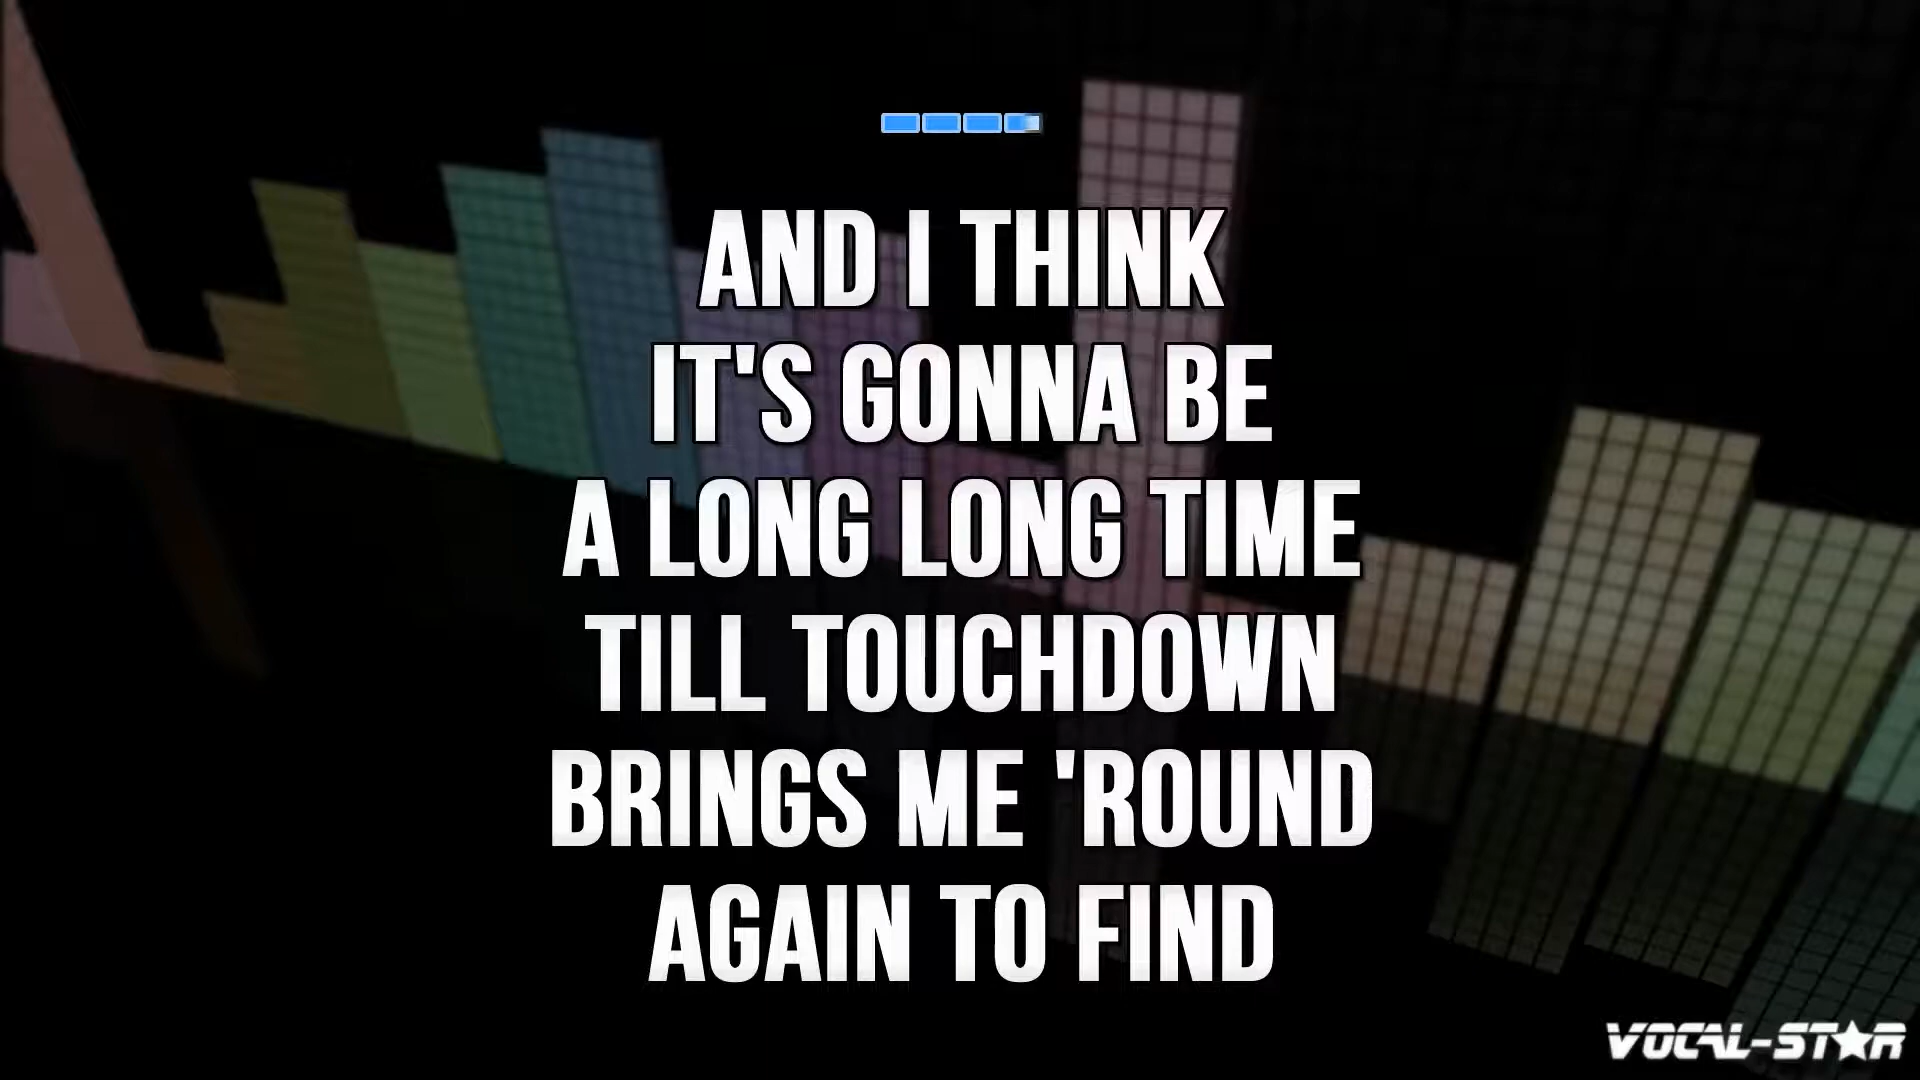 AND I THINK
IT'S GONNA BE
A LONG LONG TIME
TILL TOUCHDOWN
BRINGS ME 'ROUND
AGAIN TO FIND
VOCAL-STAR